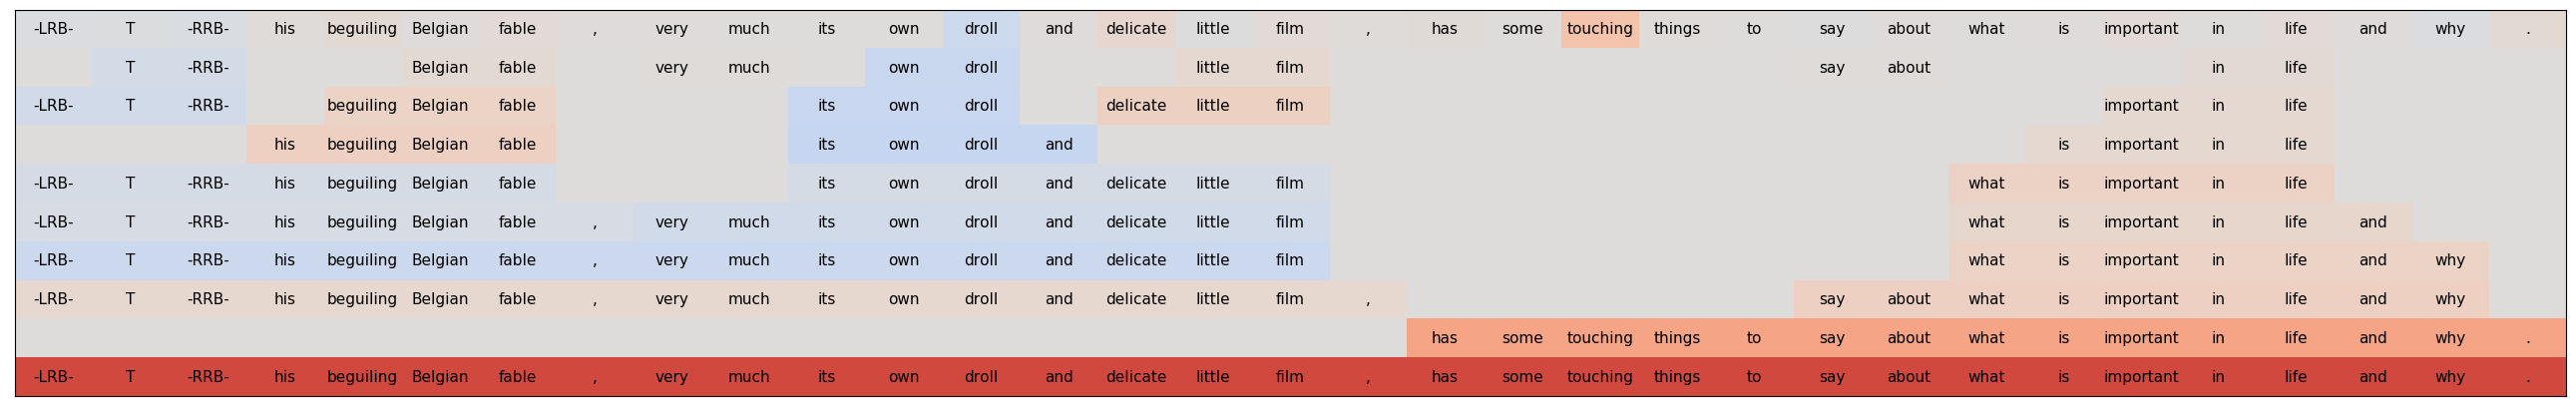 -LRB- T -RRB- his beguiling Belgian fable , very much its own droll and delicate little film , has some touching things to say about what is important in life and why .
T -RRB- Belgian fable very much own droll little film say about in life
-LRB- T -RRB- beguiling Belgian fable its own droll delicate little film important in life
his beguiling Belgian fable its own droll and is important in life
-LRB- T -RRB- his beguiling Belgian fable its own droll and delicate little film what is important in life
-LRB- T -RRB- his beguiling Belgian fable , very much its own droll and delicate little film what is important in life and
-LRB- T -RRB- his beguiling Belgian fable , very much its own droll and delicate little film what is important in life and why
-LRB- T -RRB- his beguiling Belgian fable , very much its own droll and delicate little film , say about what is important in life and why
has some touching things to say about what is important in life and why .
-LRB- T -RRB- his beguiling Belgian fable , very much its own droll and delicate little film , has some touching things to say about what is important in life and why .